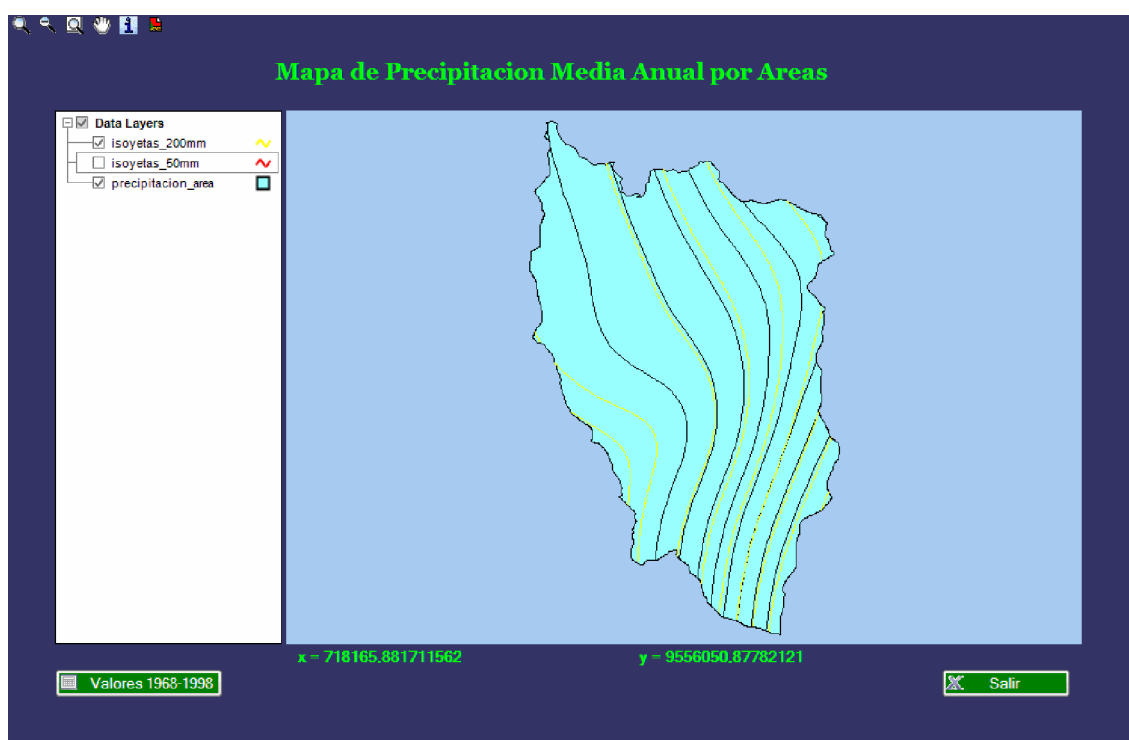 Mapa de Precipitacion Media Anual por Areas
Data Layers
isoyetas_200mm
isoyetas_50mm
precipitacion_area
x = 718165.881711562
y = 9556050.87782121
Valores 1968-1998
Salir